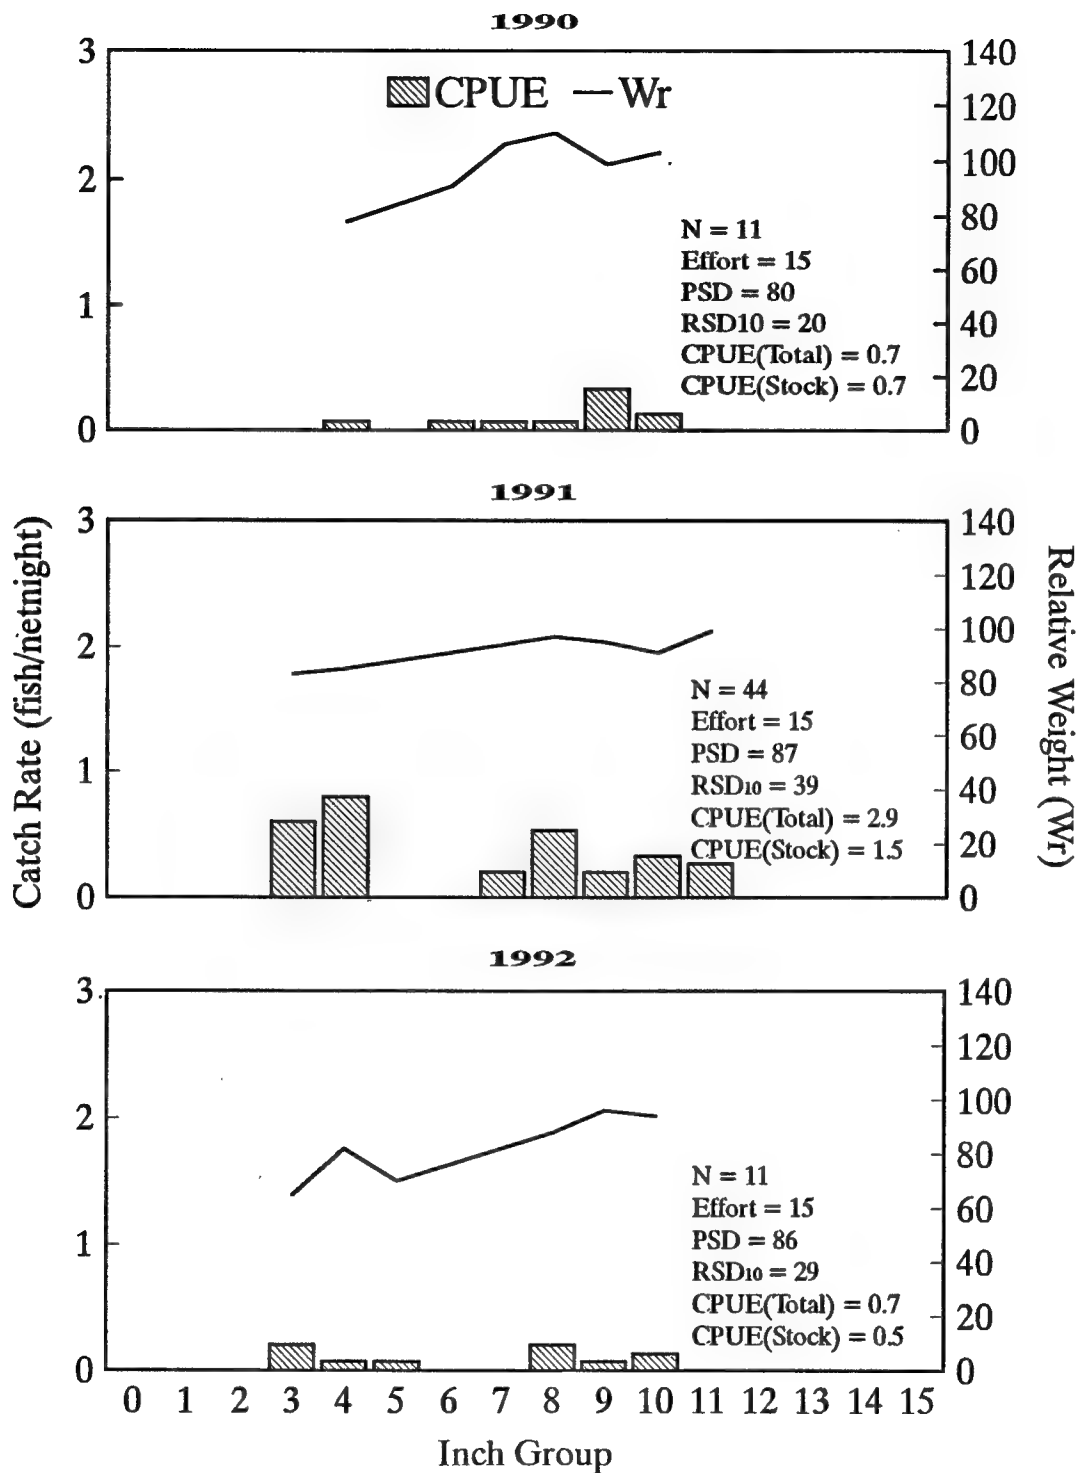 1990
3
2
1
0
CPUE
Wr
140
120
100
80
60
40
20
0
N = 11
Effort = 15
PSD = 80
RSD10 = 20
CPUE(Total) = 0.7
CPUE(Stock) = 0.7
1991
3
2
1
0
140
120
100
80
60
40
20
0
N = 44
Effort = 15
PSD = 87
RSD10 = 39
CPUE(Total) = 2.9
CPUE(Stock) = 1.5
Catch Rate (fish/netnight)
Relative Weight (Wr)
1992
3
2
1
0
140
120
100
80
60
40
20
0
N = 11
Effort = 15
PSD = 86
RSD10 = 29
CPUE(Total) = 0.7
CPUE(Stock) = 0.5
0 1 2 3 4 5 6 7 8 9 10 11 12 13 14 15
Inch Group